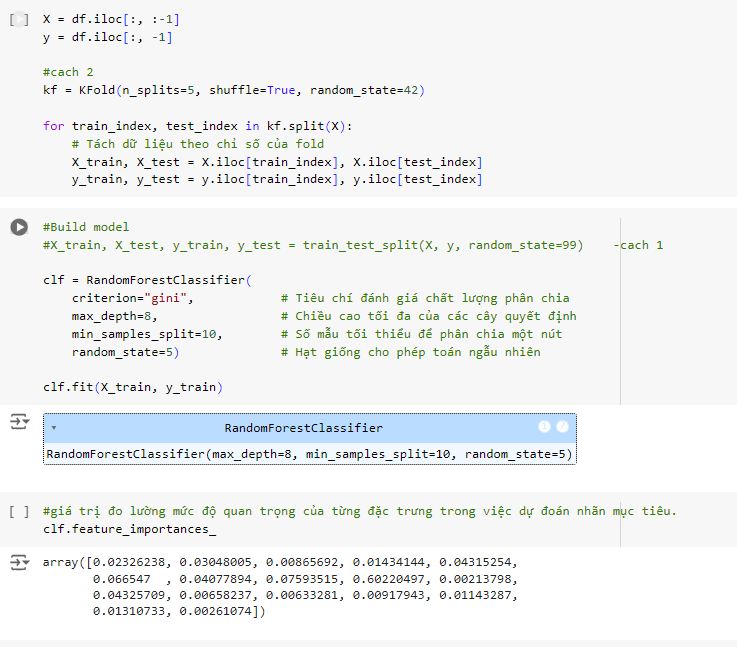 X = df.iloc[:, :-1]
y = df.iloc[:, -1]
#cach 2
kf = KFold(n_splits=5, shuffle=True, random_state=42)
for train_index, test_index in kf.split(X):
# Tách dữ liệu theo chỉ số của fold
X_train, X_test = X.iloc[train_index], X.iloc[test_index]
y_train, y_test = y.iloc[train_index], y.iloc[test_index]
#Build model
#X_train, X_test, y_train, y_test = train_test_split(X, y, random_state=99)    -cach 1
clf = RandomForestClassifier(
criterion="gini",            # Tiêu chí đánh giá chất lượng phân chia
max_depth=8,                 # Chiều cao tối đa của các cây quyết định
min_samples_split=10,        # Số mẫu tối thiểu để phân chia một nút
random_state=5)              # Hạt giống cho phép toán ngẫu nhiên
clf.fit(X_train, y_train)
RandomForestClassifier
RandomForestClassifier(max_depth=8, min_samples_split=10, random_state=5)
[ ] #giá trị đo lường mức độ quan trọng của từng đặc trưng trong việc dự đoán nhãn mục tiêu.
clf.feature_importances_
array([0.02326238, 0.03048005, 0.00865692, 0.01434144, 0.04315254,
0.066547  , 0.04077894, 0.07593515, 0.60220497, 0.00213798,
0.04325709, 0.00658237, 0.00633281, 0.00917943, 0.01143287,
0.01310733, 0.00261074])